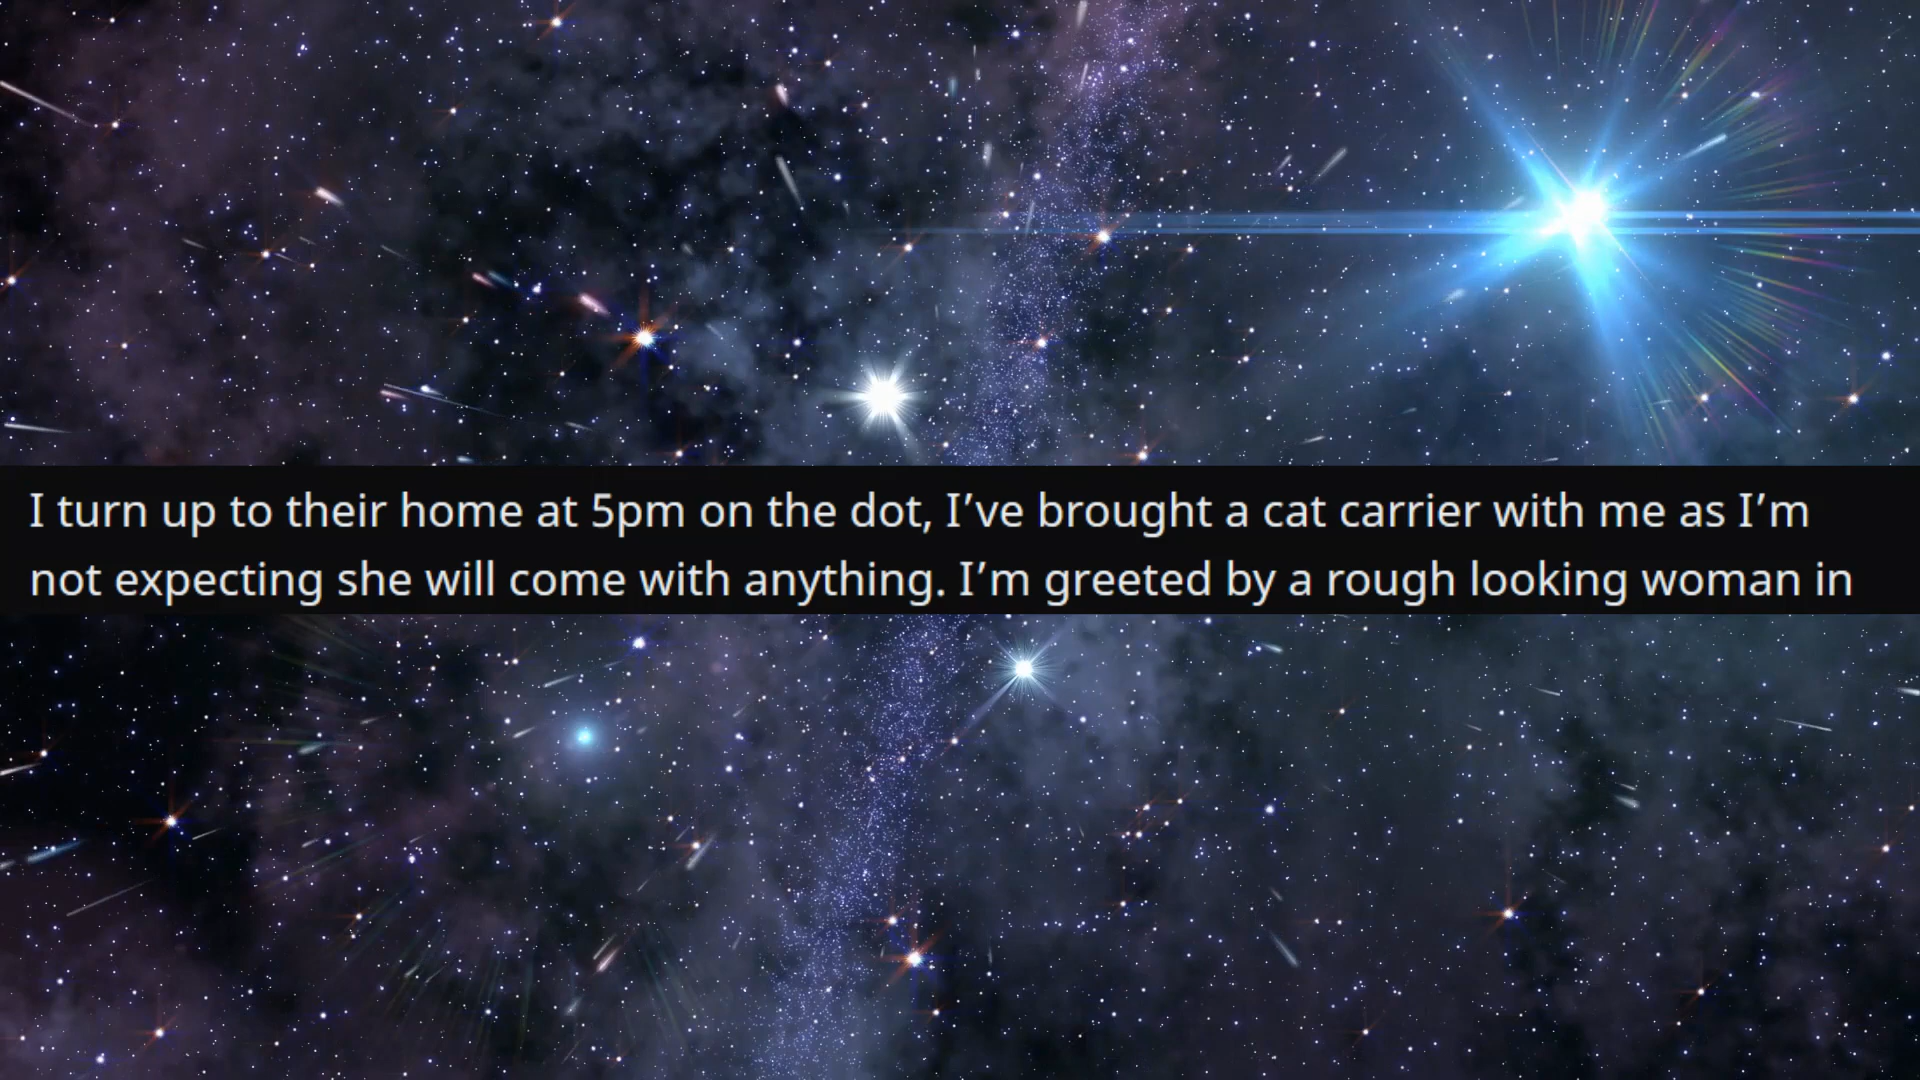 I turn up to their home at 5pm on the dot, I’ve brought a cat carrier with me as I’m
not expecting she will come with anything. I’m greeted by a rough looking woman in